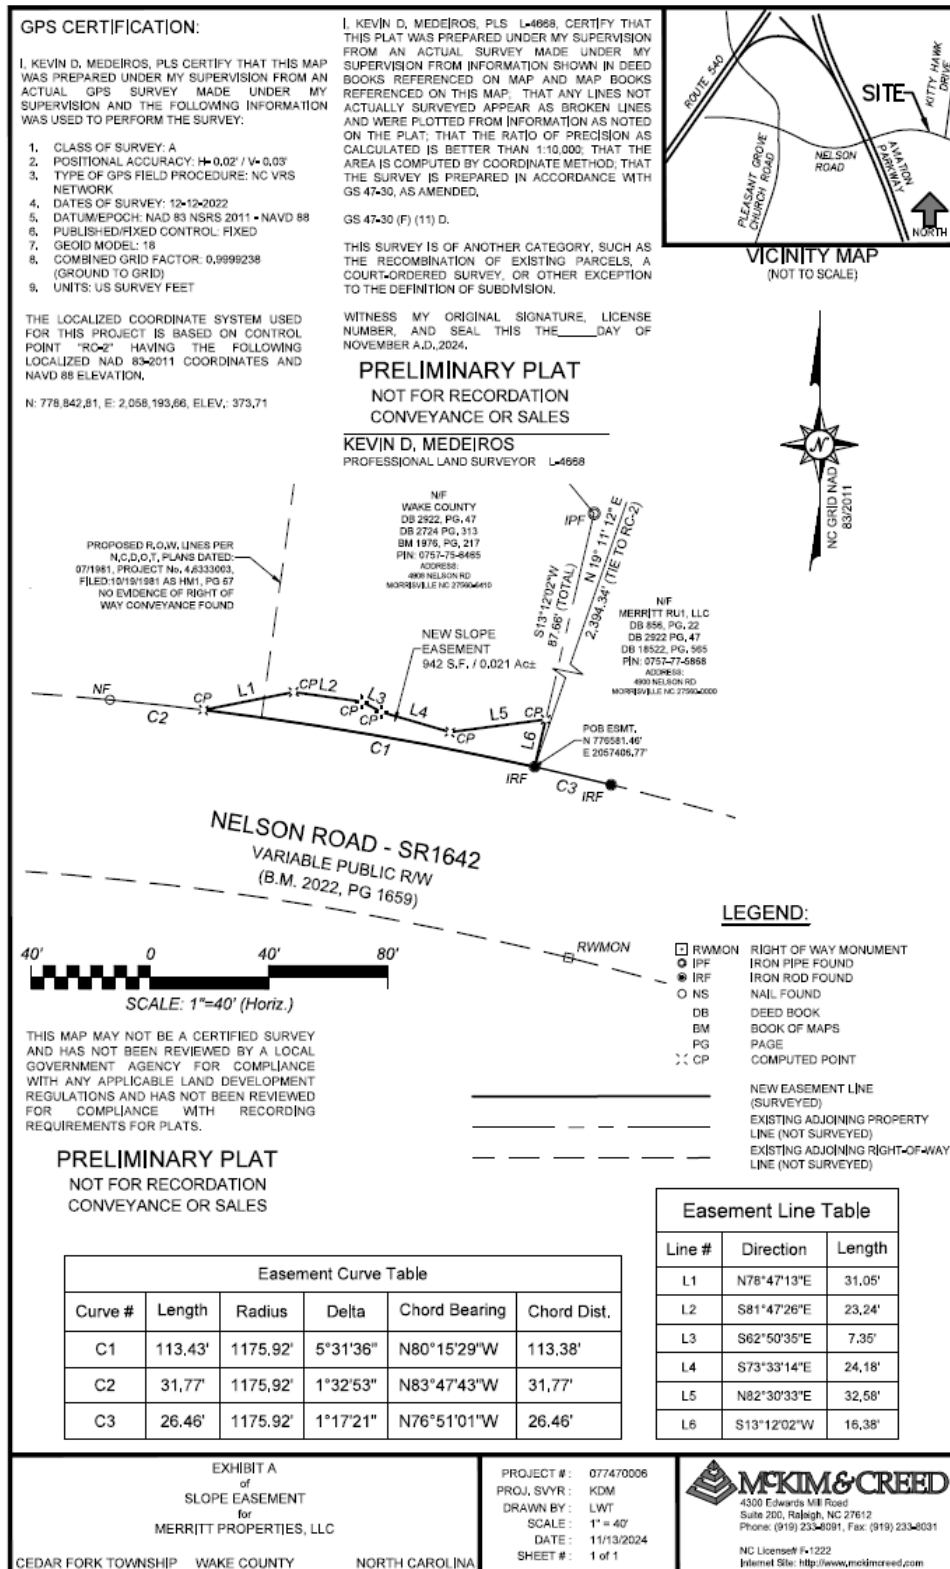 GPS CERTIFICATION:
I, KEVIN D. MEDEIROS, PLS CERTIFY THAT THIS MAP
WAS PREPARED UNDER MY SUPERVISION FROM AN
ACTUAL GPS SURVEY MADE UNDER MY
SUPERVISION AND THE FOLLOWING INFORMATION
WAS USED TO PERFORM THE SURVEY:
1. CLASS OF SURVEY: A
2. POSITIONAL ACCURACY: H= 0.02' / V= 0.03'
3. TYPE OF GPS FIELD PROCEDURE: NC VRS
NETWORK
4. DATES OF SURVEY: 12-12-2022
5. DATUM/EPOCH: NAD 83 NSRS 2011 - NAVD 88
6. PUBLISHED/FIXED CONTROL: FIXED
7. GEOID MODEL: 18
8. COMBINED GRID FACTOR: 0.9999238
(GROUND TO GRID)
9. UNITS: US SURVEY FEET
THE LOCALIZED COORDINATE SYSTEM USED
FOR THIS PROJECT IS BASED ON CONTROL
POINT "RC-2" HAVING THE FOLLOWING
LOCALIZED NAD 83-2011 COORDINATES AND
NAVD 88 ELEVATION.
N: 778,842.81, E: 2,058,193.66, ELEV.: 373.71
I, KEVIN D. MEDEIROS, PLS L-4668, CERTIFY THAT
THIS PLAT WAS PREPARED UNDER MY SUPERVISION
FROM AN ACTUAL SURVEY MADE UNDER MY
SUPERVISION FROM INFORMATION SHOWN IN DEED
BOOKS REFERENCED ON MAP AND MAP BOOKS
REFERENCED ON THIS MAP; THAT ANY LINES NOT
ACTUALLY SURVEYED APPEAR AS BROKEN LINES
AND WERE PLOTTED FROM INFORMATION AS NOTED
ON THE PLAT; THAT THE RATIO OF PRECISION AS
CALCULATED IS BETTER THAN 1:10,000; THAT
THE AREA IS COMPUTED BY COORDINATE METHOD; THAT
THE SURVEY IS PREPARED IN ACCORDANCE WITH
GS 47-30, AS AMENDED.
GS 47-30 (F) (11) D.
THIS SURVEY IS OF ANOTHER CATEGORY, SUCH AS
THE RECOMBINATION OF EXISTING PARCELS, A
COURT-ORDERED SURVEY, OR OTHER EXCEPTION
TO THE DEFINITION OF SUBDIVISION.
WITNESS MY ORIGINAL SIGNATURE, LICENSE
NUMBER, AND SEAL THIS THE____DAY OF
NOVEMBER A.D.,2024.
PRELIMINARY PLAT
NOT FOR RECORDATION
CONVEYANCE OR SALES
KEVIN D. MEDEIROS
PROFESSIONAL LAND SURVEYOR L-4668
ROUTE 540
PLEASANT GROVE
CHURCH ROAD
NELSON
ROAD
AVIATION
PARKWAY
SITE
KITTY HAWK
DRIVE
NORTH
VICINITY MAP
(NOT TO SCALE)
N
NC GRID NAD
83/2011
PROPOSED R.O.W. LINES PER
N.C.D.O.T. PLANS DATED:
07/1981, PROJECT No. 4.6333003,
FILED:10/19/1981 AS HM1, PG 67
NO EVIDENCE OF RIGHT OF
WAY CONVEYANCE FOUND
N/F
WAKE COUNTY
DB 2922, PG. 47
DB 2724 PG. 313
BM 1976, PG. 217
PIN: 0757-75-6465
ADDRESS:
4908 NELSON RD
MORRISVILLE NC 27560-6410
IPF
S13°12'02"W
87.66' (TOTAL)
N 19° 11' 12" E
2,394.34' (TIE TO RC-2)
N/F
MERRITT RU1, LLC
DB 856, PG. 22
DB 2922 PG. 47
DB 18522, PG. 565
PIN: 0757-77-5868
ADDRESS:
4900 NELSON RD
MORRISVILLE NC 27560-0000
NEW SLOPE
EASEMENT
942 S.F. / 0.021 Ac±
NF
C2
CP
L1
CP
L2
CP
L3
CP
L4
CP
L5
CP
L6
C1
POB ESMT.
N 776581.46'
E 2057406.77'
IRF
C3
IRF
NELSON ROAD - SR1642
VARIABLE PUBLIC R/W
(B.M. 2022, PG 1659)
RWMON
40' 0 40' 80'
SCALE: 1"=40' (Horiz.)
THIS MAP MAY NOT BE A CERTIFIED SURVEY
AND HAS NOT BEEN REVIEWED BY A LOCAL
GOVERNMENT AGENCY FOR COMPLIANCE
WITH ANY APPLICABLE LAND DEVELOPMENT
REGULATIONS AND HAS NOT BEEN REVIEWED
FOR COMPLIANCE WITH RECORDING
REQUIREMENTS FOR PLATS.
PRELIMINARY PLAT
NOT FOR RECORDATION
CONVEYANCE OR SALES
LEGEND:
RWMON RIGHT OF WAY MONUMENT
IPF IRON PIPE FOUND
IRF IRON ROD FOUND
NS NAIL FOUND
DB DEED BOOK
BM BOOK OF MAPS
PG PAGE
CP COMPUTED POINT
NEW EASEMENT LINE
(SURVEYED)
EXISTING ADJOINING PROPERTY
LINE (NOT SURVEYED)
EXISTING ADJOINING RIGHT-OF-WAY
LINE (NOT SURVEYED)
Easement Curve Table
Curve # Length Radius Delta Chord Bearing Chord Dist.
C1 113.43' 1175.92' 5°31'36" N80°15'29"W 113.38'
C2 31.77' 1175.92' 1°32'53" N83°47'43"W 31.77'
C3 26.46' 1175.92' 1°17'21" N76°51'01"W 26.46'
Easement Line Table
Line # Direction Length
L1 N78°47'13"E 31.05'
L2 S81°47'26"E 23.24'
L3 S62°50'35"E 7.35'
L4 S73°33'14"E 24.18'
L5 N82°30'33"E 32.58'
L6 S13°12'02"W 16.38'
EXHIBIT A
of
SLOPE EASEMENT
for
MERRITT PROPERTIES, LLC
CEDAR FORK TOWNSHIP WAKE COUNTY NORTH CAROLINA
PROJECT # : 077470006
PROJ. SVYR : KDM
DRAWN BY : LWT
SCALE : 1" = 40'
DATE : 11/13/2024
SHEET # : 1 of 1
McKIM&CREED
4300 Edwards Mill Road
Suite 200, Raleigh, NC 27612
Phone: (919) 233-8091, Fax: (919) 233-8031
NC License# F-1222
Internet Site: http://www.mckimcreed.com